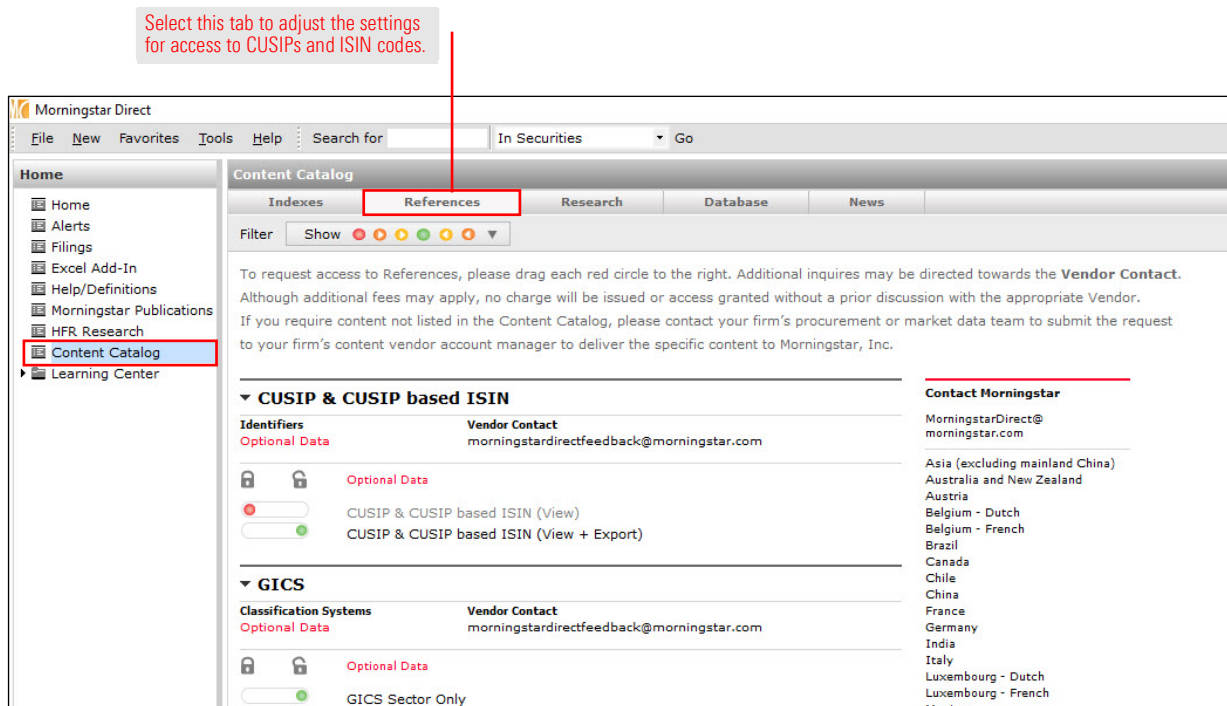 Select this tab to adjust the settings
for access to CUSIPs and ISIN codes.
Morningstar Direct
File New Favorites Tools Help Search for In Securities Go
Home
Home
Alerts
Filings
Excel Add-In
Help/Definitions
Morningstar Publications
HFR Research
Content Catalog
Learning Center
Content Catalog
Indexes References Research Database News
Filter Show
To request access to References, please drag each red circle to the right. Additional inquires may be directed towards the Vendor Contact.
Although additional fees may apply, no charge will be issued or access granted without a prior discussion with the appropriate Vendor.
If you require content not listed in the Content Catalog, please contact your firm's procurement or market data team to submit the request
to your firm's content vendor account manager to deliver the specific content to Morningstar, Inc.
CUSIP & CUSIP based ISIN
Identifiers Vendor Contact
Optional Data morningstardirectfeedback@morningstar.com
Optional Data
CUSIP & CUSIP based ISIN (View)
CUSIP & CUSIP based ISIN (View + Export)
GICS
Classification Systems Vendor Contact
Optional Data morningstardirectfeedback@morningstar.com
Optional Data
GICS Sector Only
Contact Morningstar
MorningstarDirect@
morningstar.com
Asia (excluding mainland China)
Australia and New Zealand
Austria
Belgium - Dutch
Belgium - French
Brazil
Canada
Chile
China
France
Germany
India
Italy
Luxembourg - Dutch
Luxembourg - French